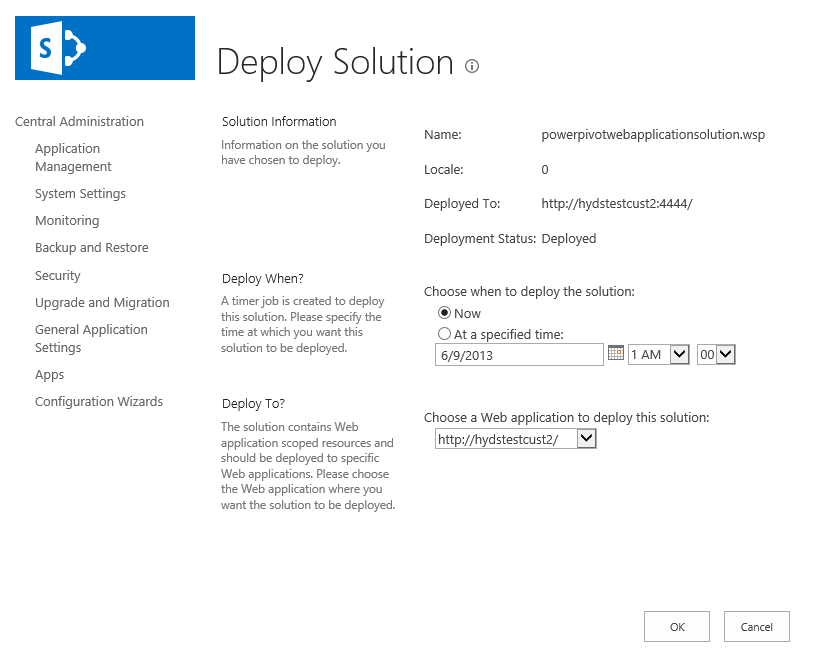 S
Deploy Solution
Central Administration
Application
Management
System Settings
Monitoring
Backup and Restore
Security
Upgrade and Migration
General Application
Settings
Apps
Configuration Wizards
Solution Information
Information on the solution you
have chosen to deploy.
Name: powerpivotwebapplicationsolution.wsp
Locale: 0
Deployed To: http://hydstestcust2:4444/
Deployment Status: Deployed
Deploy When?
A timer job is created to deploy
this solution. Please specify the
time at which you want this
solution to be deployed.
Choose when to deploy the solution:
Now
At a specified time:
6/9/2013 1 AM 00
Deploy To?
The solution contains Web
application scoped resources and
should be deployed to specific
Web applications. Please choose
the Web application where you
want the solution to be deployed.
Choose a Web application to deploy this solution:
http://hydstestcust2/
OK Cancel